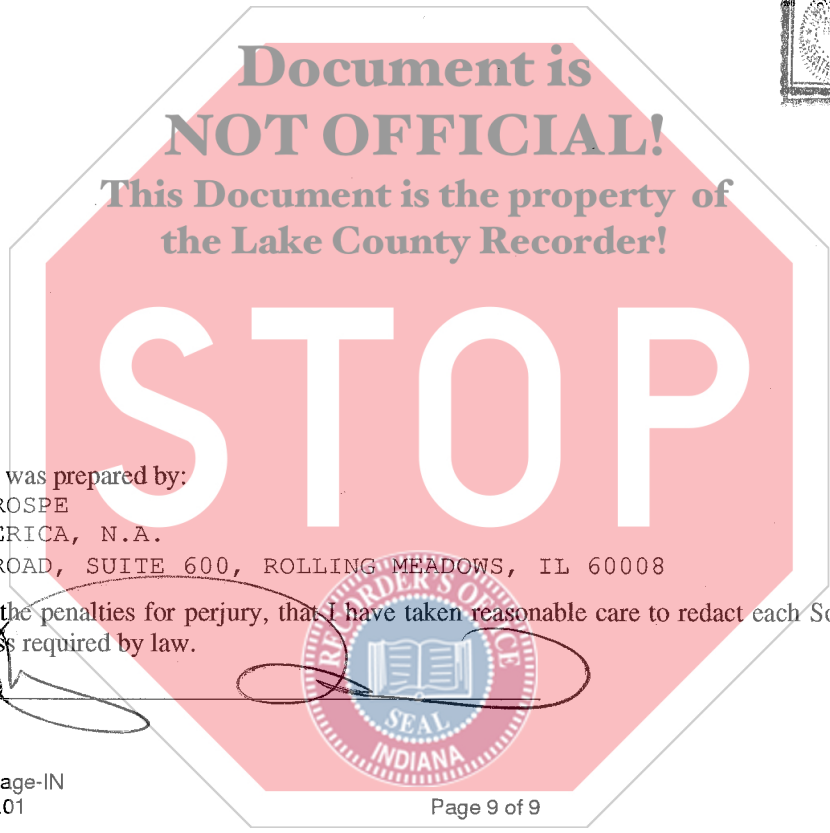 Document is
NOT OFFICIAL!
This Document is the property of
the Lake County Recorder!
STOP
was prepared by:
ROSPE
ERICA, N.A.
ROAD, SUITE 600, ROLLING MEADOWS, IL 60008
the penalties for perjury, that I have taken reasonable care to redact each So
ss required by law.
RECORDER'S OFFICE
SEAL
INDIANA
age-IN
.01
Page 9 of 9